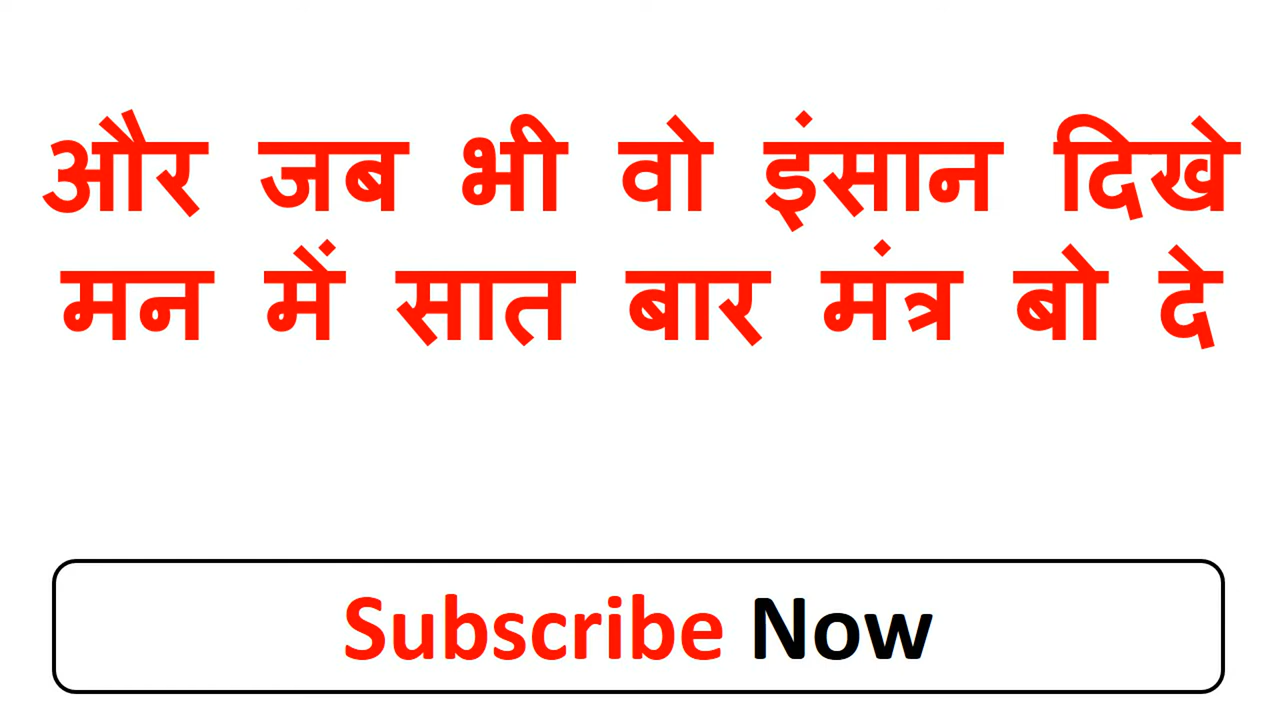 और जब भी वो इंसान दिखे
मन में सात बार मंत्र बो दे
Subscribe Now